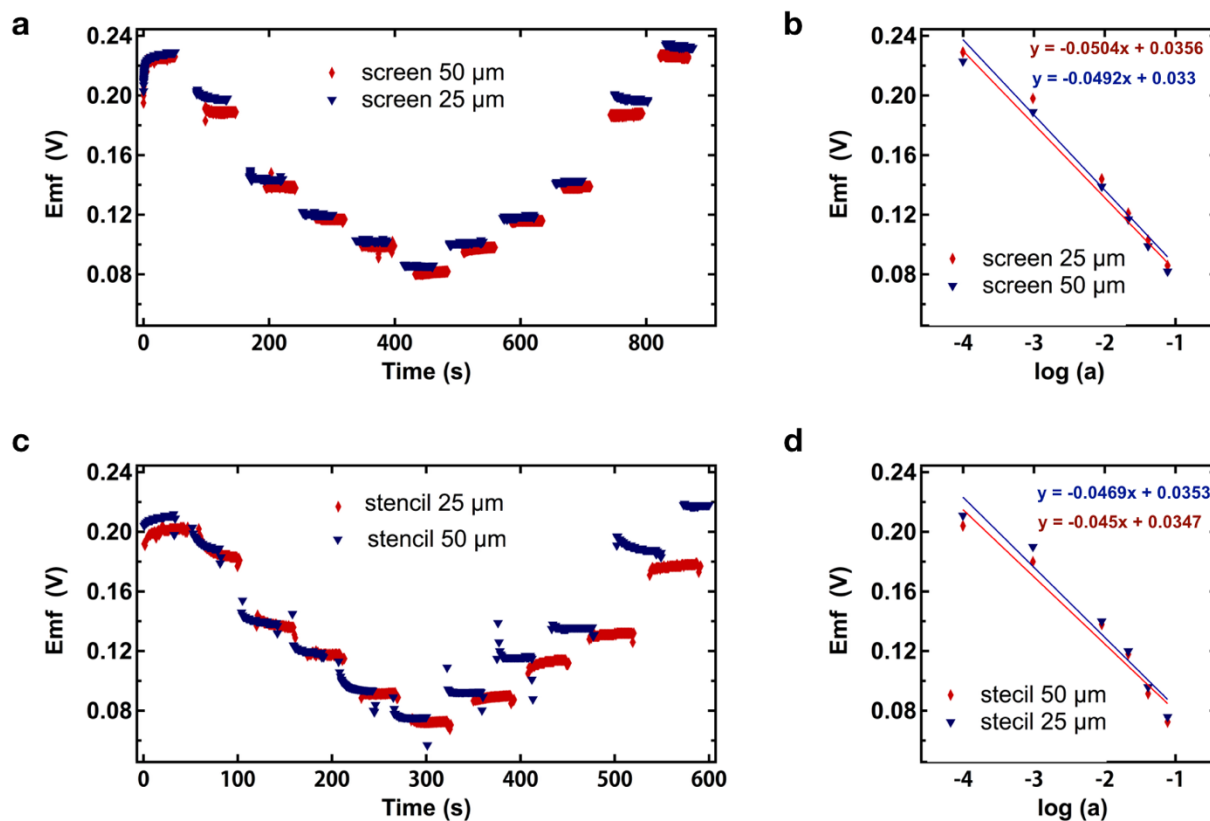 a
0.24
0.20
0.16
0.12
0.08
Emf (V)
screen 50 µm
screen 25 µm
0
200
400
600
800
Time (s)
b
0.24
0.20
0.16
0.12
0.08
Emf (V)
y = -0.0504x + 0.0356
y = -0.0492x + 0.033
screen 25 µm
screen 50 µm
-4
-3
-2
-1
log (a)
c
0.24
0.20
0.16
0.12
0.08
Emf (V)
stencil 25 µm
stencil 50 µm
0
100
200
300
400
500
600
Time (s)
d
0.24
0.20
0.16
0.12
0.08
Emf (V)
y = -0.0469x + 0.0353
y = -0.045x + 0.0347
stecil 50 µm
stecil 25 µm
-4
-3
-2
-1
log (a)